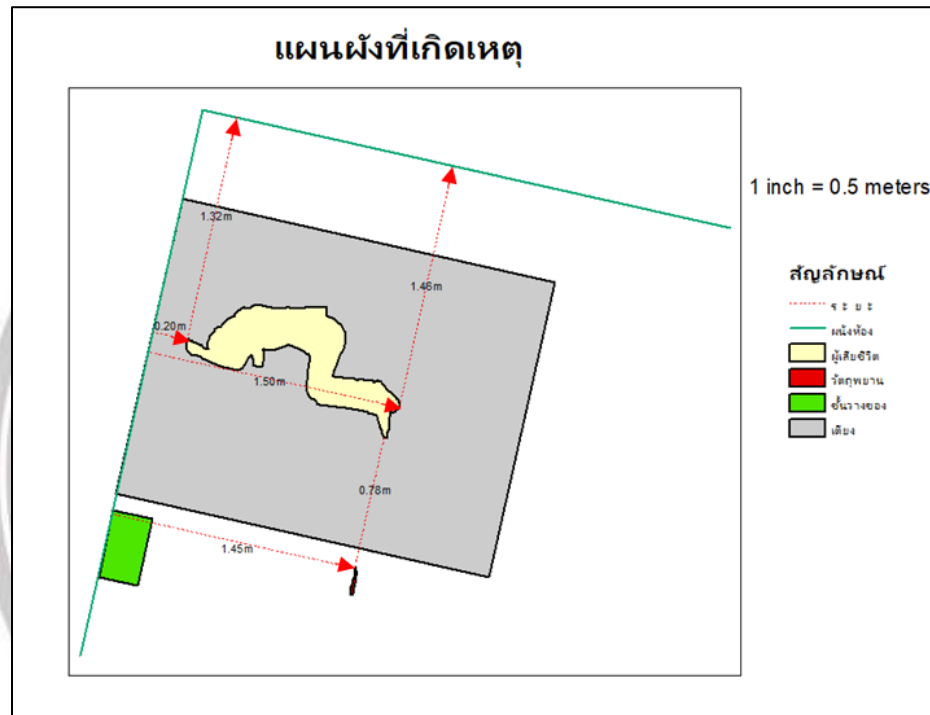 แผนผังที่เกิดเหตุ
1 inch = 0.5 meters
1.32m
1.46m
0.20m
1.50m
0.78m
1.45m
สัญลักษณ์
ระยะ
ผนังห้อง
ผู้เสียชีวิต
วัตถุพยาน
ชั้นวางของ
เตียง